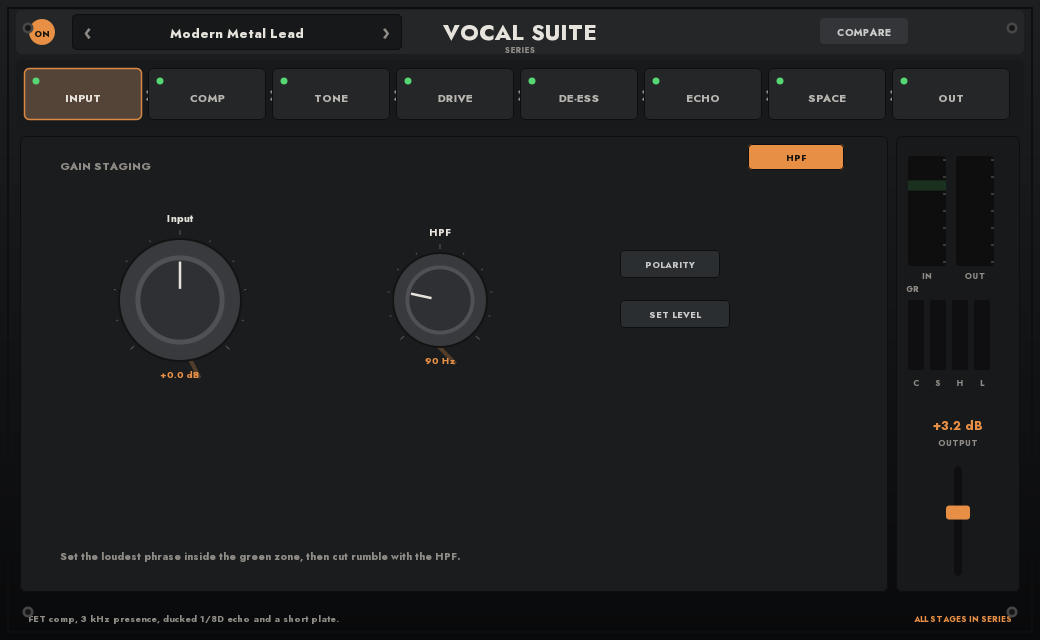 ON
‹ Modern Metal Lead ›
VOCAL SUITE
SERIES
COMPARE
INPUT
COMP
TONE
DRIVE
DE-ESS
ECHO
SPACE
OUT
GAIN STAGING
HPF
Input
+0.0 dB
HPF
90 Hz
POLARITY
SET LEVEL
Set the loudest phrase inside the green zone, then cut rumble with the HPF.
IN OUT
GR
C S H L
+3.2 dB
OUTPUT
FET comp, 3 kHz presence, ducked 1/8D echo and a short plate.
ALL STAGES IN SERIES